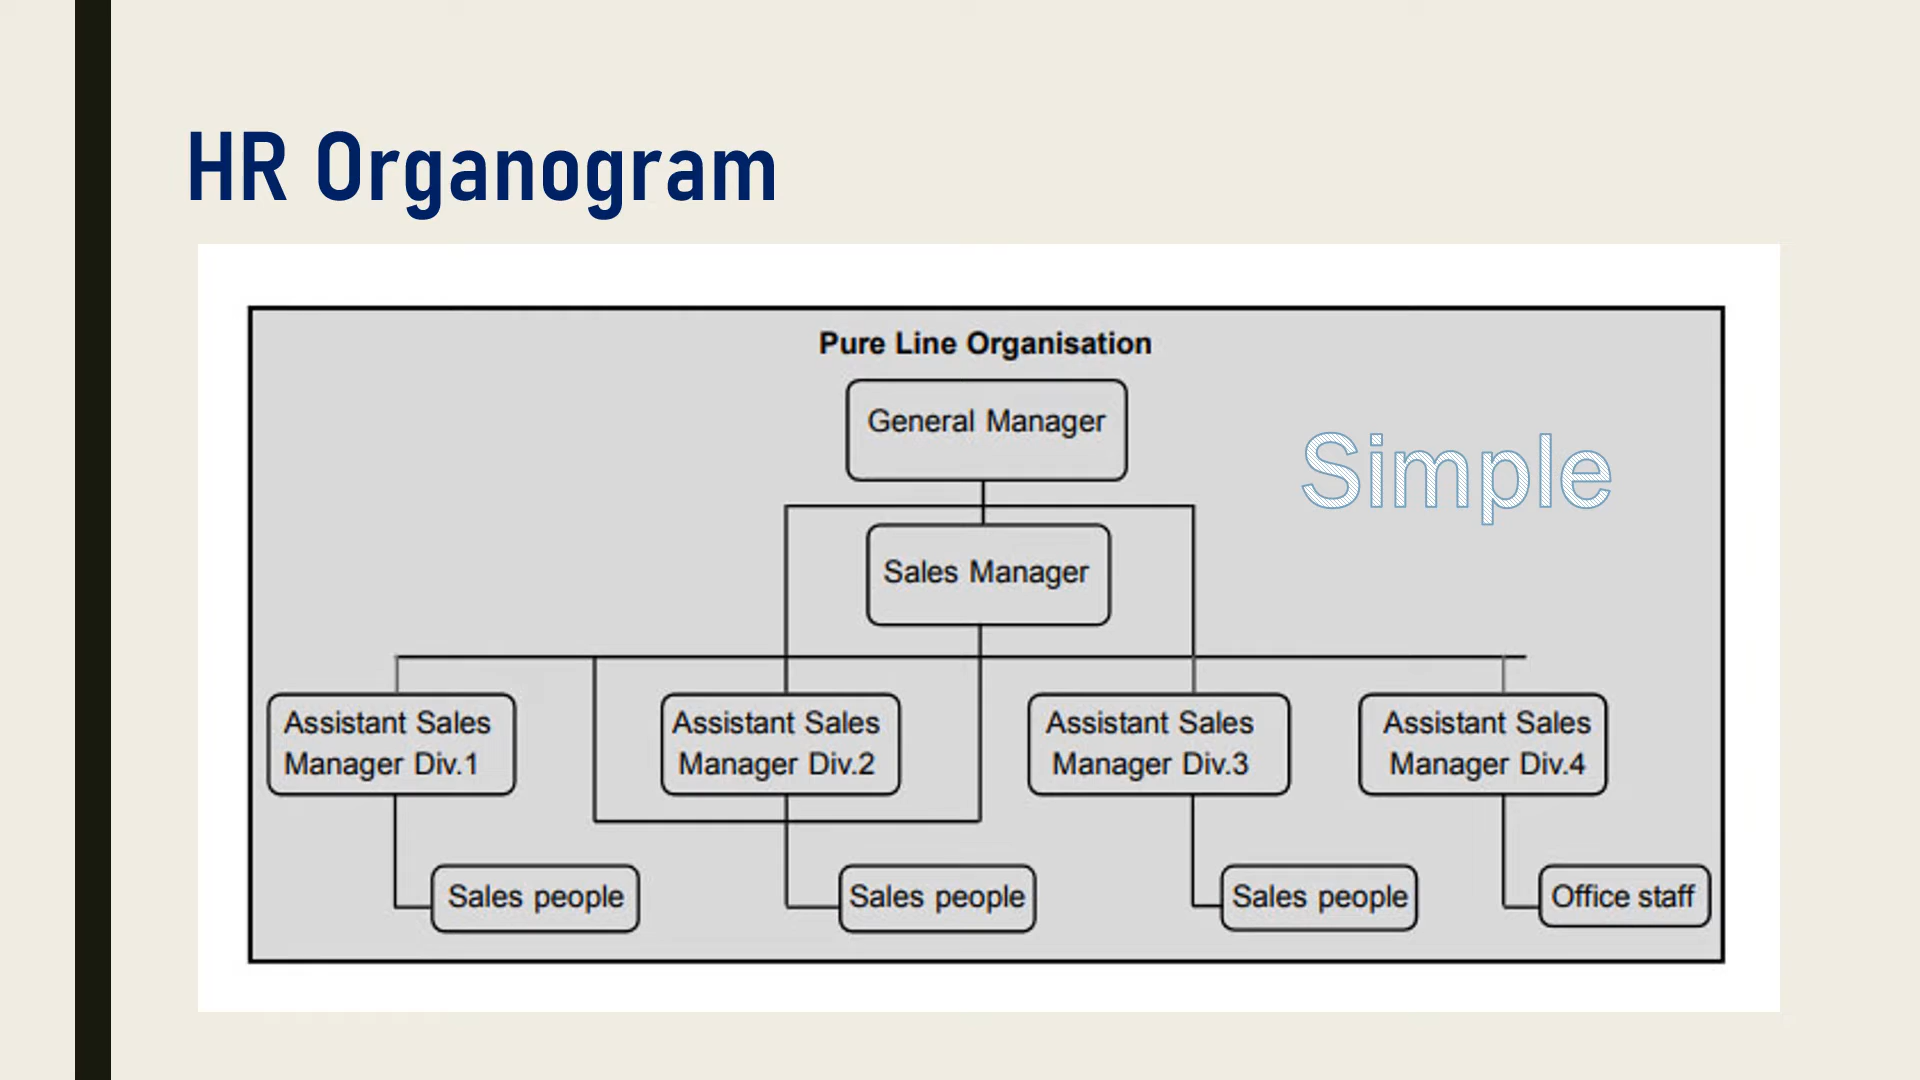 HR Organogram
Pure Line Organisation
General Manager
Simple
Sales Manager
Assistant Sales
Manager Div.1
Assistant Sales
Manager Div.2
Assistant Sales
Manager Div.3
Assistant Sales
Manager Div.4
Sales people
Sales people
Sales people
Office staff